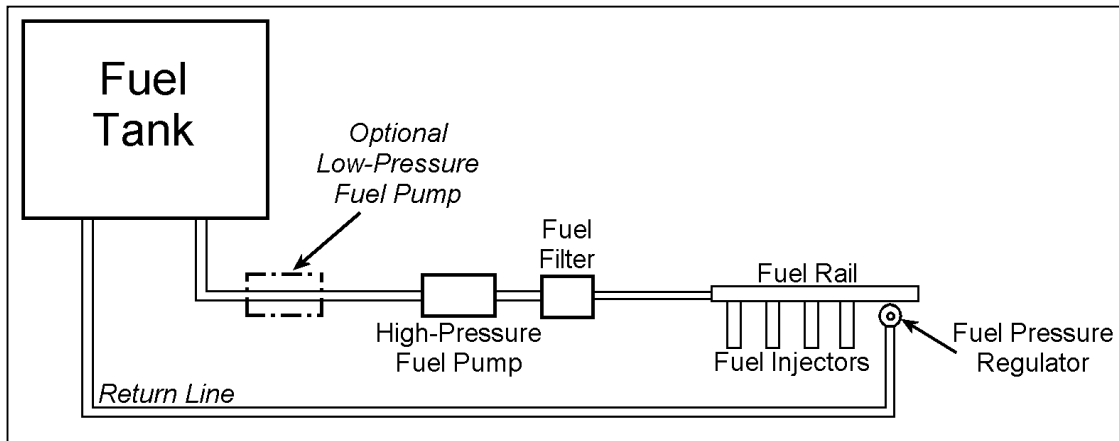 Fuel
Tank
Optional
Low-Pressure
Fuel Pump
Fuel
Filter
Fuel Rail
High-Pressure
Fuel Pump
Fuel Injectors
Fuel Pressure
Regulator
Return Line